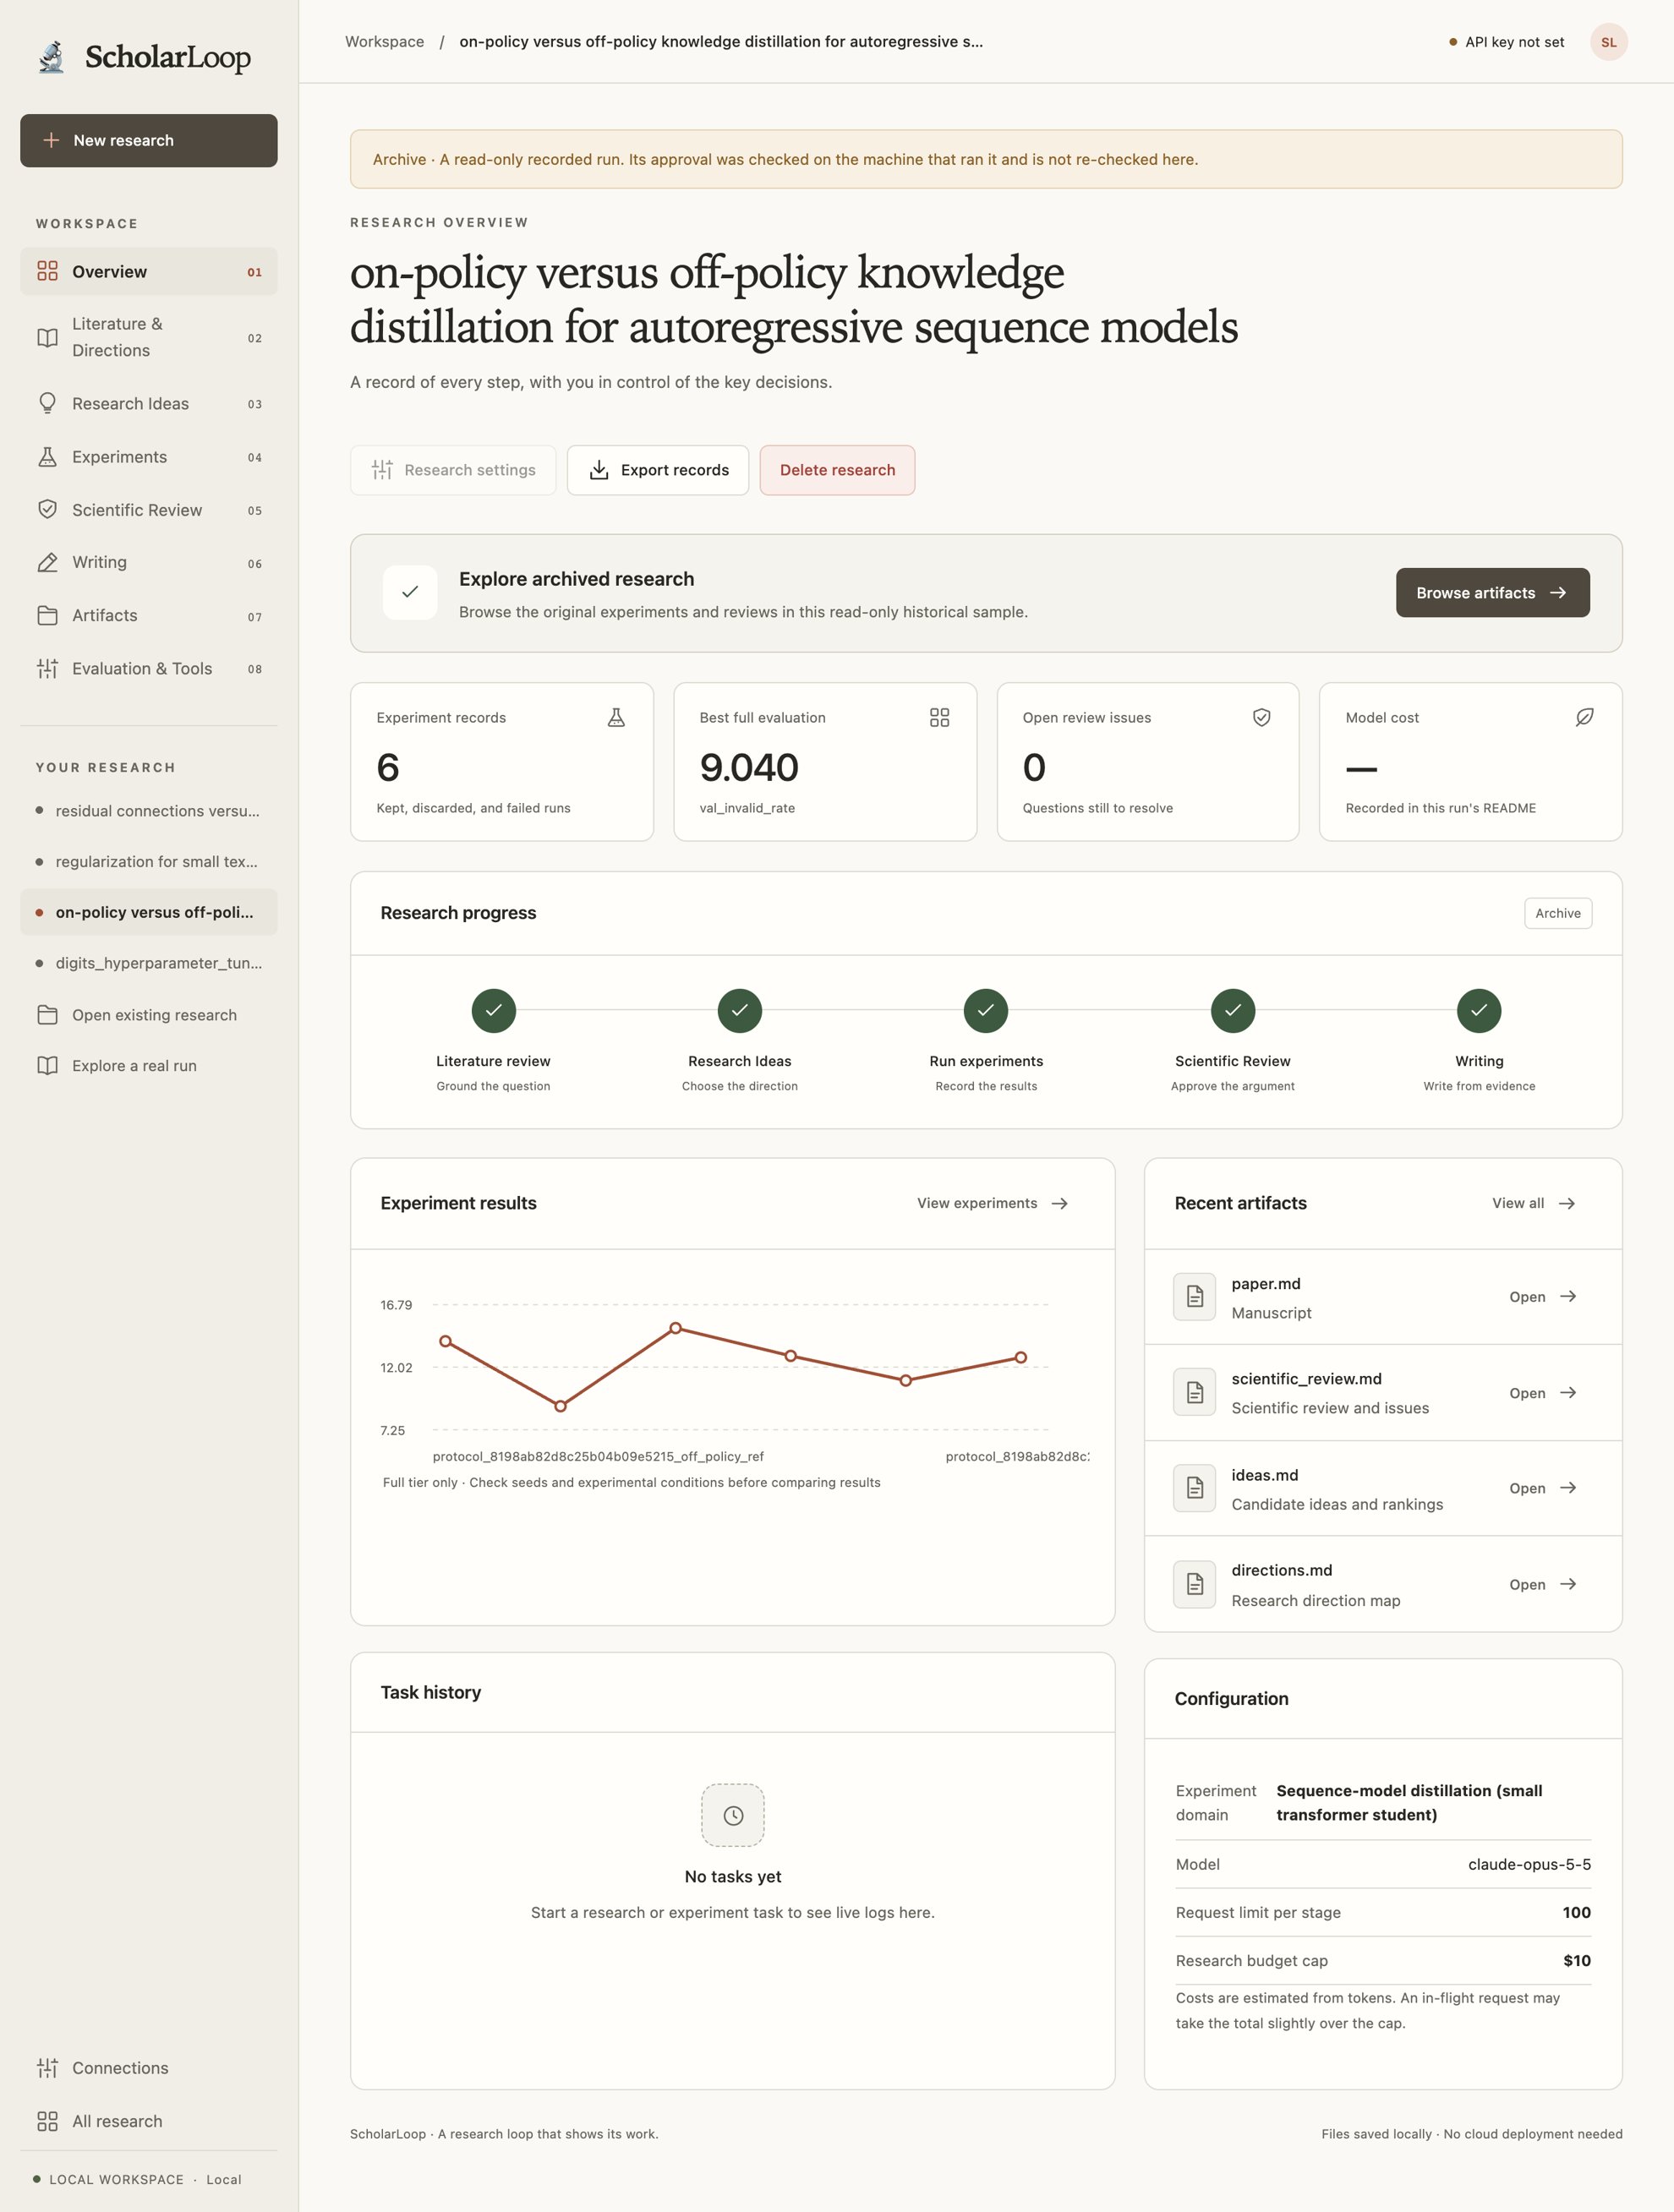 ScholarLoop
New research
WORKSPACE
Overview 01
Literature &
Directions 02
Research Ideas 03
Experiments 04
Scientific Review 05
Writing 06
Artifacts 07
Evaluation & Tools 08
YOUR RESEARCH
residual connections versu...
regularization for small tex...
on-policy versus off-poli...
digits_hyperparameter_tun...
Open existing research
Explore a real run
Connections
All research
LOCAL WORKSPACE · Local
Workspace / on-policy versus off-policy knowledge distillation for autoregressive s...
API key not set
SL
Archive · A read-only recorded run. Its approval was checked on the machine that ran it and is not re-checked here.
RESEARCH OVERVIEW
on-policy versus off-policy knowledge
distillation for autoregressive sequence models
A record of every step, with you in control of the key decisions.
Research settings
Export records
Delete research
Explore archived research
Browse the original experiments and reviews in this read-only historical sample.
Browse artifacts
Experiment records
6
Kept, discarded, and failed runs
Best full evaluation
9.040
val_invalid_rate
Open review issues
0
Questions still to resolve
Model cost
—
Recorded in this run's README
Research progress
Archive
Literature review
Ground the question
Research Ideas
Choose the direction
Run experiments
Record the results
Scientific Review
Approve the argument
Writing
Write from evidence
Experiment results
View experiments
16.79
12.02
7.25
protocol_8198ab82d8c25b04b09e5215_off_policy_ref
protocol_8198ab82d8c
Full tier only · Check seeds and experimental conditions before comparing results
Recent artifacts
View all
paper.md
Manuscript
Open
scientific_review.md
Scientific review and issues
Open
ideas.md
Candidate ideas and rankings
Open
directions.md
Research direction map
Open
Task history
No tasks yet
Start a research or experiment task to see live logs here.
Configuration
Experiment
domain
Sequence-model distillation (small
transformer student)
Model claude-opus-5-5
Request limit per stage 100
Research budget cap $10
Costs are estimated from tokens. An in-flight request may
take the total slightly over the cap.
ScholarLoop · A research loop that shows its work.
Files saved locally · No cloud deployment needed